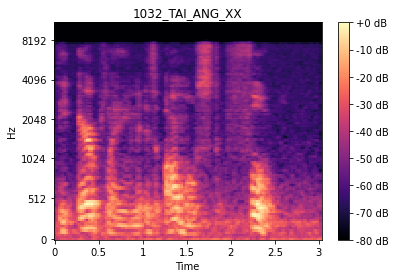 1032_TAI_ANG_XX
+0 dB
8192
-10 dB
4096
-20 dB
-30 dB
2048
Hz
-40 dB
1024
-50 dB
512
-60 dB
-70 dB
0
-80 dB
0 0.5 1 1.5 2 2.5 3
Time